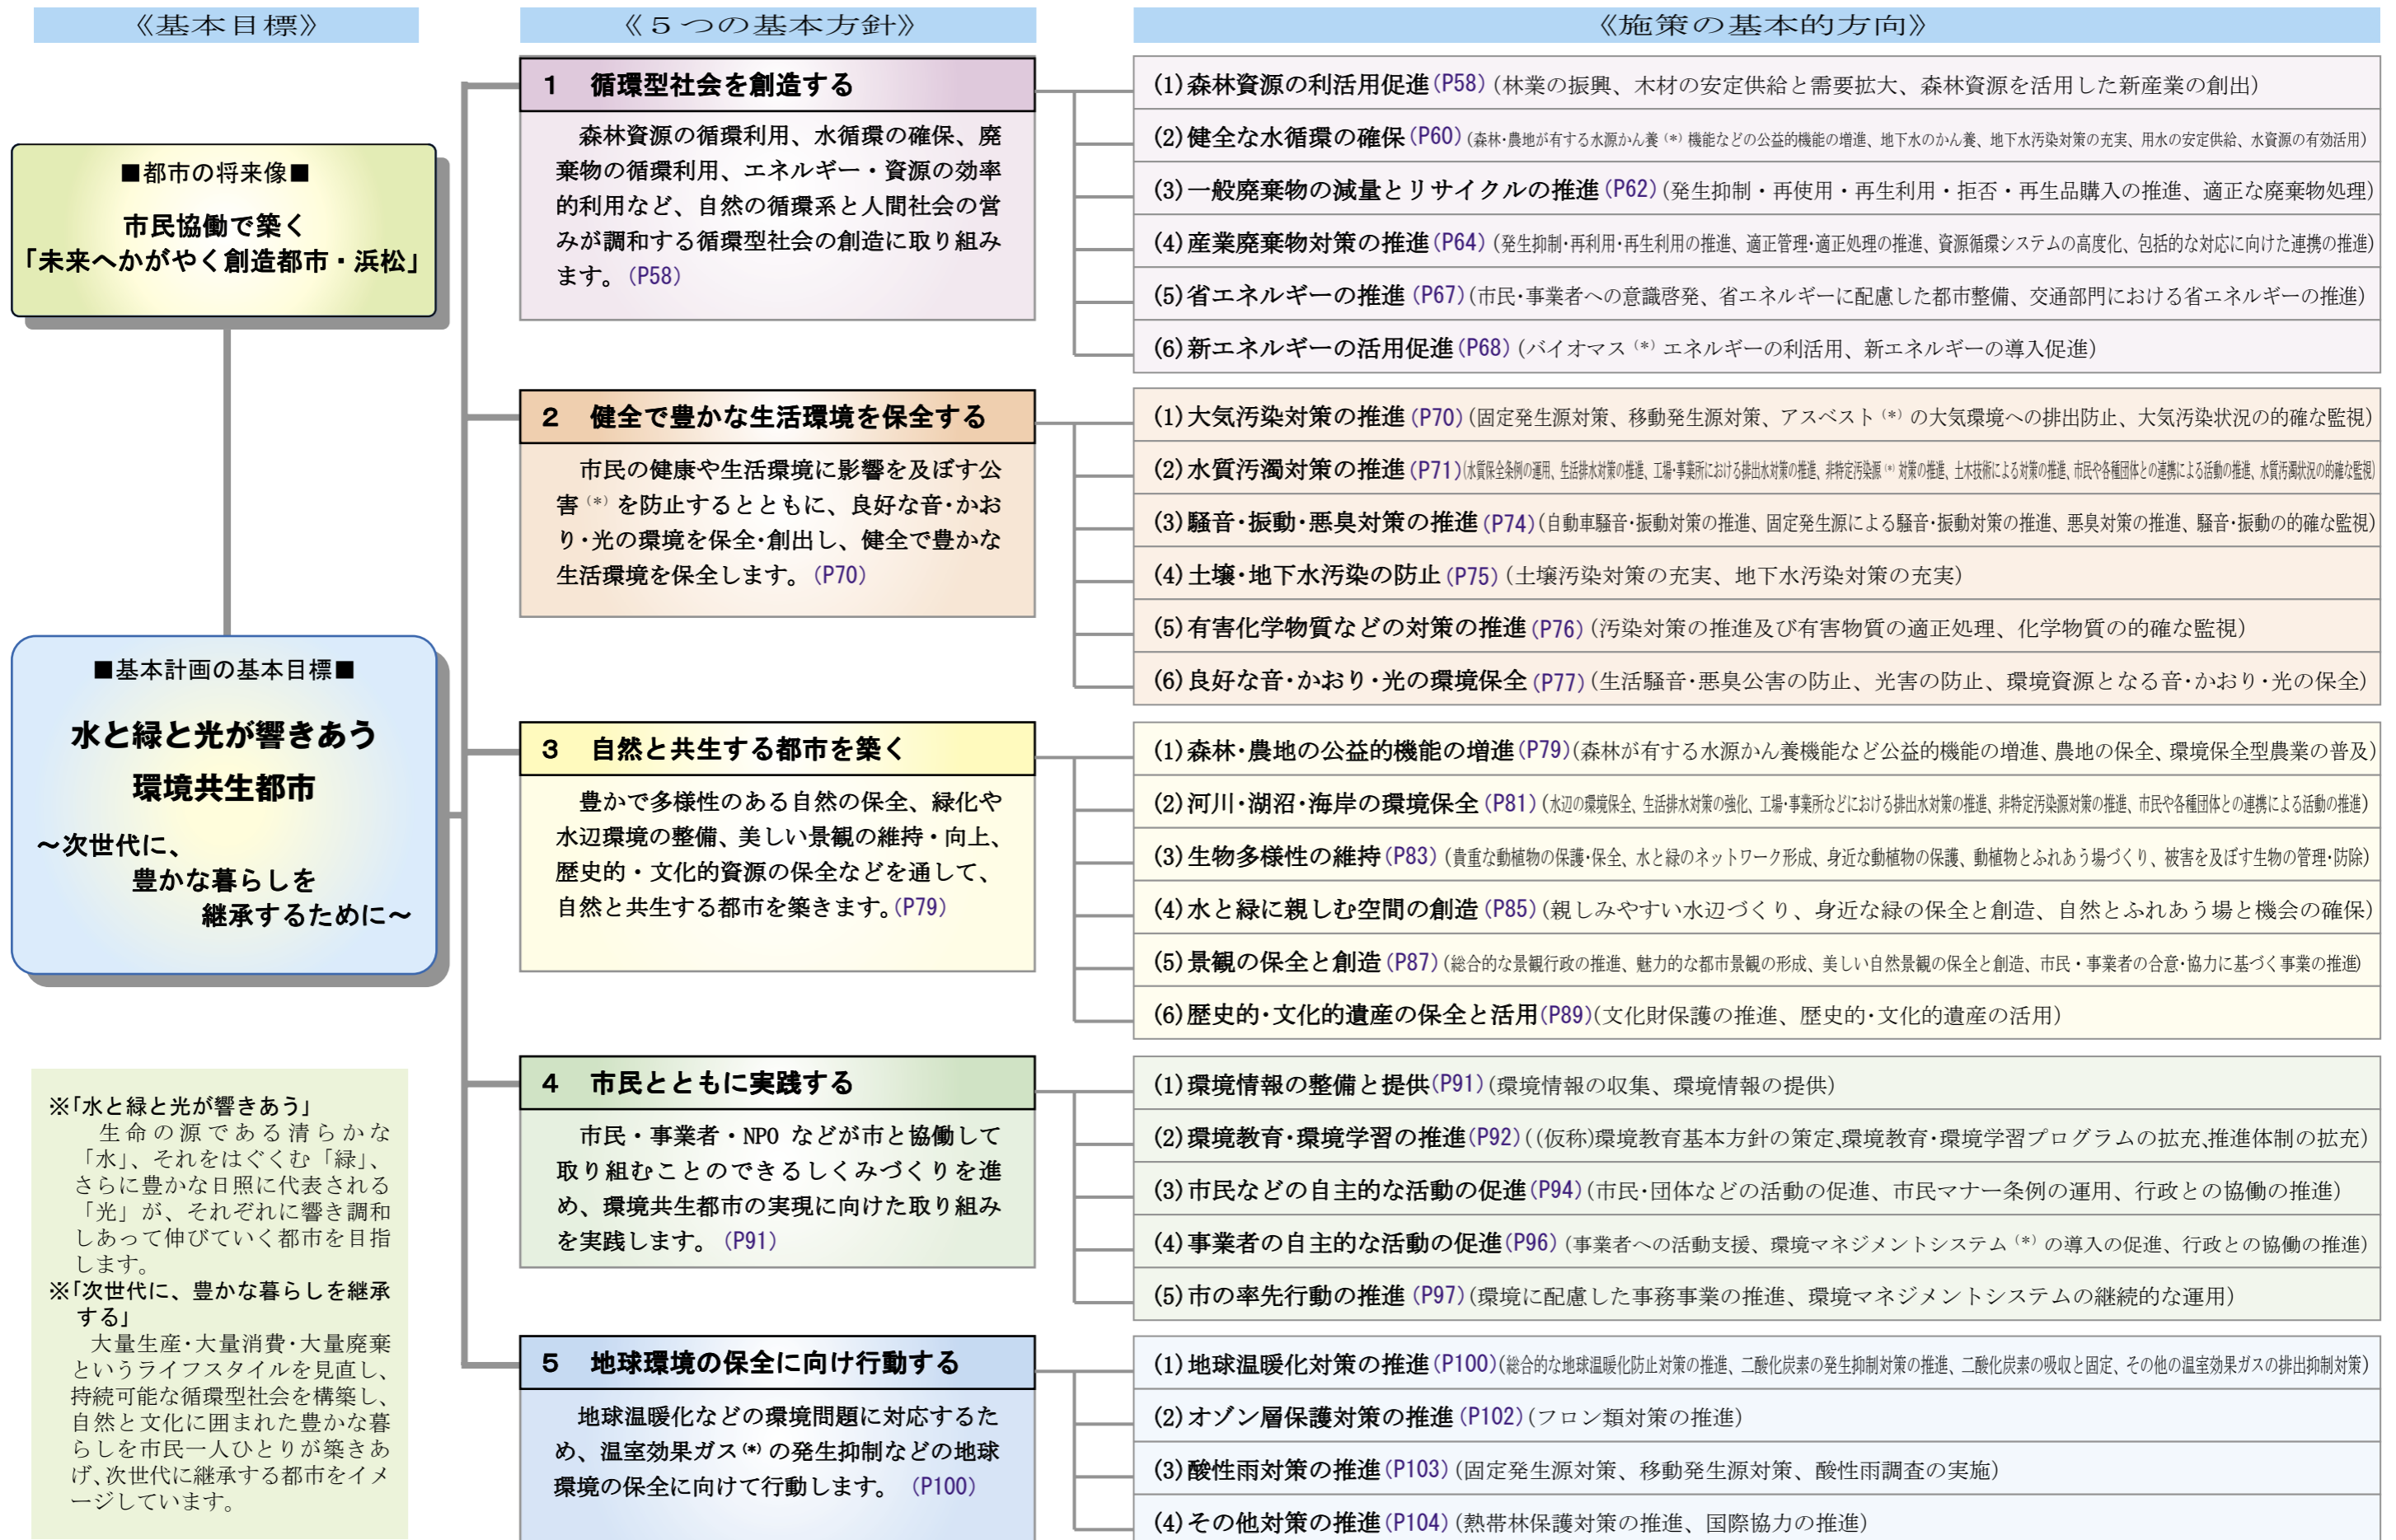 《基本目標》
《５つの基本方針》
《施策の基本的方向》
■都市の将来像■
市民協働で築く
「未来へかがやく創造都市・浜松」
■基本計画の基本目標■
水と緑と光が響きあう
環境共生都市
～次世代に、
豊かな暮らしを
継承するために～
※「水と緑と光が響きあう」
生命の源である清らかな
「水」、それをはぐくむ「緑」、
さらに豊かな日照に代表される
「光」が、それぞれに響き調和
しあって伸びていく都市を目指
します。
※「次世代に、豊かな暮らしを継承
する」
大量生産・大量消費・大量廃棄
というライフスタイルを見直し、
持続可能な循環型社会を構築し、
自然と文化に囲まれた豊かな暮
らしを市民一人ひとりが築きあ
げ、次世代に継承する都市をイメ
ージしています。
1　循環型社会を創造する
森林資源の循環利用、水循環の確保、廃
棄物の循環利用、エネルギー・資源の効率
的利用など、自然の循環系と人間社会の営
みが調和する循環型社会の創造に取り組み
ます。(P58)
(1)森林資源の利活用促進(P58)(林業の振興、木材の安定供給と需要拡大、森林資源を活用した新産業の創出)
(2)健全な水循環の確保(P60)(森林・農地が有する水源かん養(*)機能などの公益的機能の増進、地下水のかん養、地下水汚染対策の充実、用水の安定供給、水資源の有効活用)
(3)一般廃棄物の減量とリサイクルの推進(P62)(発生抑制・再使用・再生利用・拒否・再生品購入の推進、適正な廃棄物処理)
(4)産業廃棄物対策の推進(P64)(発生抑制・再利用・再生利用の推進、適正管理・適正処理の推進、資源循環システムの高度化、包括的な対応に向けた連携の推進)
(5)省エネルギーの推進(P67)(市民・事業者への意識啓発、省エネルギーに配慮した都市整備、交通部門における省エネルギーの推進)
(6)新エネルギーの活用促進(P68)(バイオマス(*)エネルギーの利活用、新エネルギーの導入促進)
2　健全で豊かな生活環境を保全する
市民の健康や生活環境に影響を及ぼす公
害(*)を防止するとともに、良好な音・かお
り・光の環境を保全・創出し、健全で豊かな
生活環境を保全します。(P70)
(1)大気汚染対策の推進(P70)(固定発生源対策、移動発生源対策、アスベスト(*)の大気環境への排出防止、大気汚染状況の的確な監視)
(2)水質汚濁対策の推進(P71)(水質保全条例の運用、生活排水対策の推進、工場・事業所における排出水対策の推進、非特定汚染源(*)対策の推進、土木技術による対策の推進、市民や各種団体との連携による活動の推進、水質汚濁状況の的確な監視)
(3)騒音・振動・悪臭対策の推進(P74)(自動車騒音・振動対策の推進、固定発生源による騒音・振動対策の推進、悪臭対策の推進、騒音・振動の的確な監視)
(4)土壌・地下水汚染の防止(P75)(土壌汚染対策の充実、地下水汚染対策の充実)
(5)有害化学物質などの対策の推進(P76)(汚染対策の推進及び有害物質の適正処理、化学物質の的確な監視)
(6)良好な音・かおり・光の環境保全(P77)(生活騒音・悪臭公害の防止、光害の防止、環境資源となる音・かおり・光の保全)
3　自然と共生する都市を築く
豊かで多様性のある自然の保全、緑化や
水辺環境の整備、美しい景観の維持・向上、
歴史的・文化的資源の保全などを通して、
自然と共生する都市を築きます。(P79)
(1)森林・農地の公益的機能の増進(P79)(森林が有する水源かん養機能など公益的機能の増進、農地の保全、環境保全型農業の普及)
(2)河川・湖沼・海岸の環境保全(P81)(水辺の環境保全、生活排水対策の強化、工場・事業所などにおける排出水対策の推進、非特定汚染源対策の推進、市民や各種団体との連携による活動の推進)
(3)生物多様性の維持(P83)(貴重な動植物の保護・保全、水と緑のネットワーク形成、身近な動植物の保護、動植物とふれあう場づくり、被害を及ぼす生物の管理・防除)
(4)水と緑に親しむ空間の創造(P85)(親しみやすい水辺づくり、身近な緑の保全と創造、自然とふれあう場と機会の確保)
(5)景観の保全と創造(P87)(総合的な景観行政の推進、魅力的な都市景観の形成、美しい自然景観の保全と創造、市民・事業者の合意・協力に基づく事業の推進)
(6)歴史的・文化的遺産の保全と活用(P89)(文化財保護の推進、歴史的・文化的遺産の活用)
4　市民とともに実践する
市民・事業者・NPO などが市と協働して
取り組むことのできるしくみづくりを進
め、環境共生都市の実現に向けた取り組み
を実践します。(P91)
(1)環境情報の整備と提供(P91)(環境情報の収集、環境情報の提供)
(2)環境教育・環境学習の推進(P92)((仮称)環境教育基本方針の策定、環境教育・環境学習プログラムの拡充、推進体制の拡充)
(3)市民などの自主的な活動の促進(P94)(市民・団体などの活動の促進、市民マナー条例の運用、行政との協働の推進)
(4)事業者の自主的な活動の促進(P96)(事業者への活動支援、環境マネジメントシステム(*)の導入の促進、行政との協働の推進)
(5)市の率先行動の推進(P97)(環境に配慮した事務事業の推進、環境マネジメントシステムの継続的な運用)
5　地球環境の保全に向け行動する
地球温暖化などの環境問題に対応するた
め、温室効果ガス(*)の発生抑制などの地球
環境の保全に向けて行動します。(P100)
(1)地球温暖化対策の推進(P100)(総合的な地球温暖化防止対策の推進、二酸化炭素の発生抑制対策の推進、二酸化炭素の吸収と固定、その他の温室効果ガスの排出抑制対策)
(2)オゾン層保護対策の推進(P102)(フロン類対策の推進)
(3)酸性雨対策の推進(P103)(固定発生源対策、移動発生源対策、酸性雨調査の実施)
(4)その他対策の推進(P104)(熱帯林保護対策の推進、国際協力の推進)